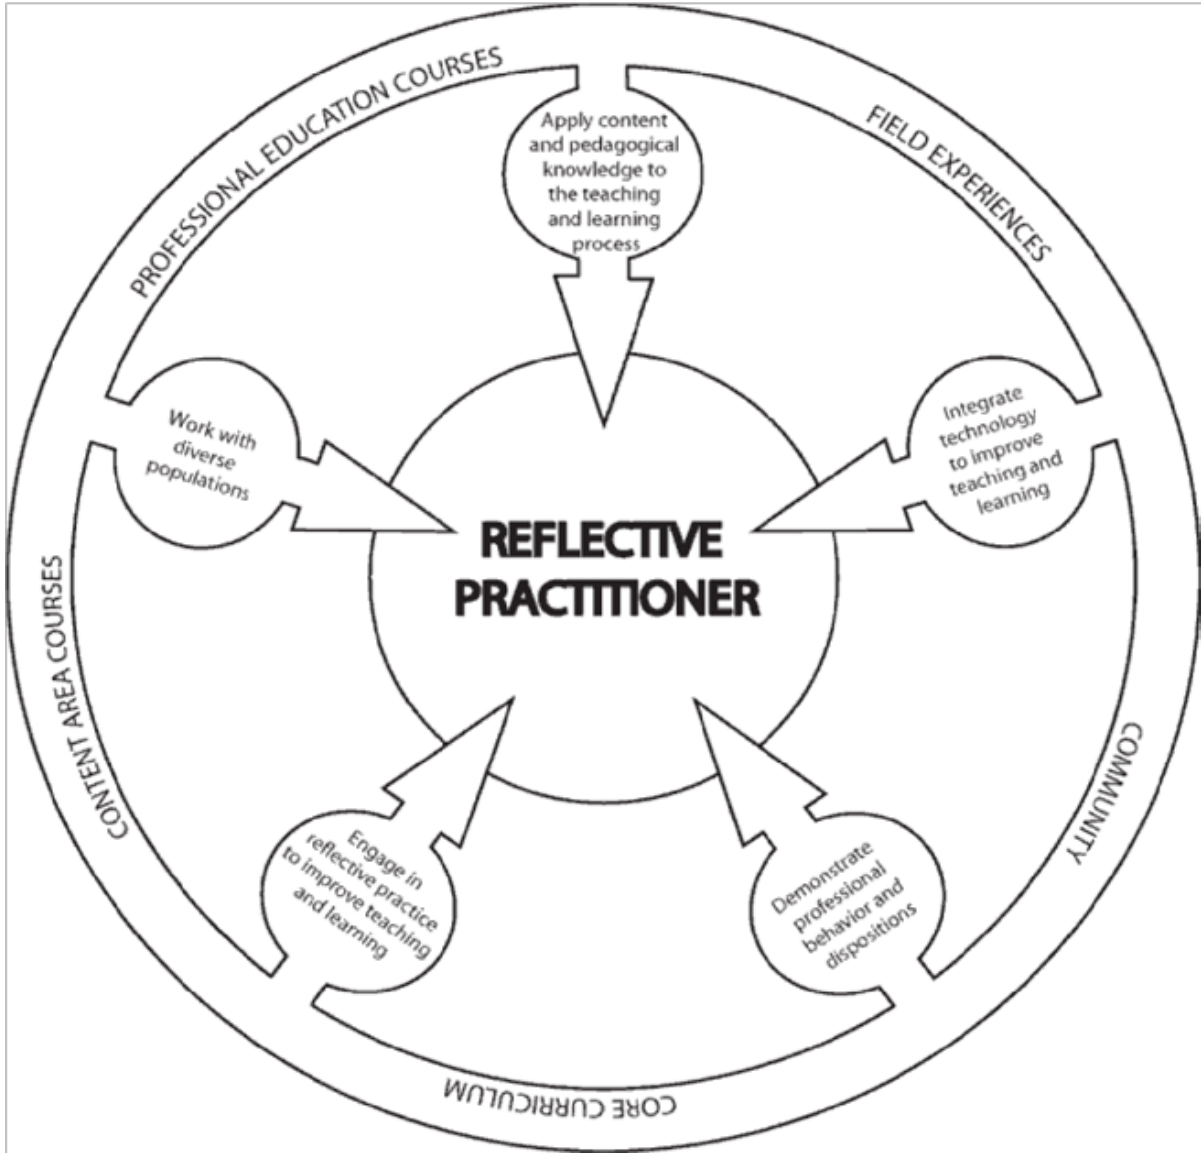 PROFESSIONAL EDUCATION COURSES
FIELD EXPERIENCES
Apply content
and pedagogical
knowledge to
the teaching
and learning
process
Work with
diverse
populations
Integrate
technology
to improve
teaching and
learning
REFLECTIVE
PRACTITIONER
CONTENT AREA COURSES
COMMUNITY
Engage in
reflective practice
to improve teaching
and learning
Demonstrate
professional
behavior and
dispositions
CORE CURRICULUM